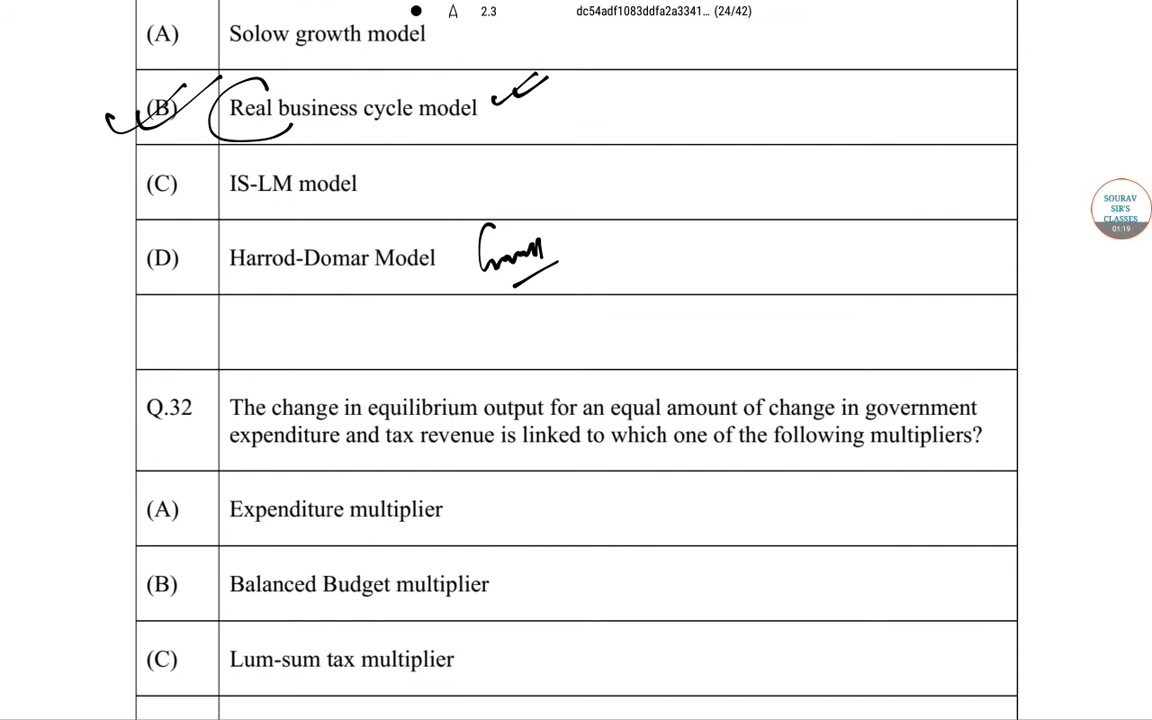 2.3 dc54adf1083ddfa2a3341... (24/42)
(A) Solow growth model
(B) Real business cycle model
(C) IS-LM model
(D) Harrod-Domar Model
SOURAV
SIR'S
CLASSES
01:19
Q.32 The change in equilibrium output for an equal amount of change in government
expenditure and tax revenue is linked to which one of the following multipliers?
(A) Expenditure multiplier
(B) Balanced Budget multiplier
(C) Lum-sum tax multiplier